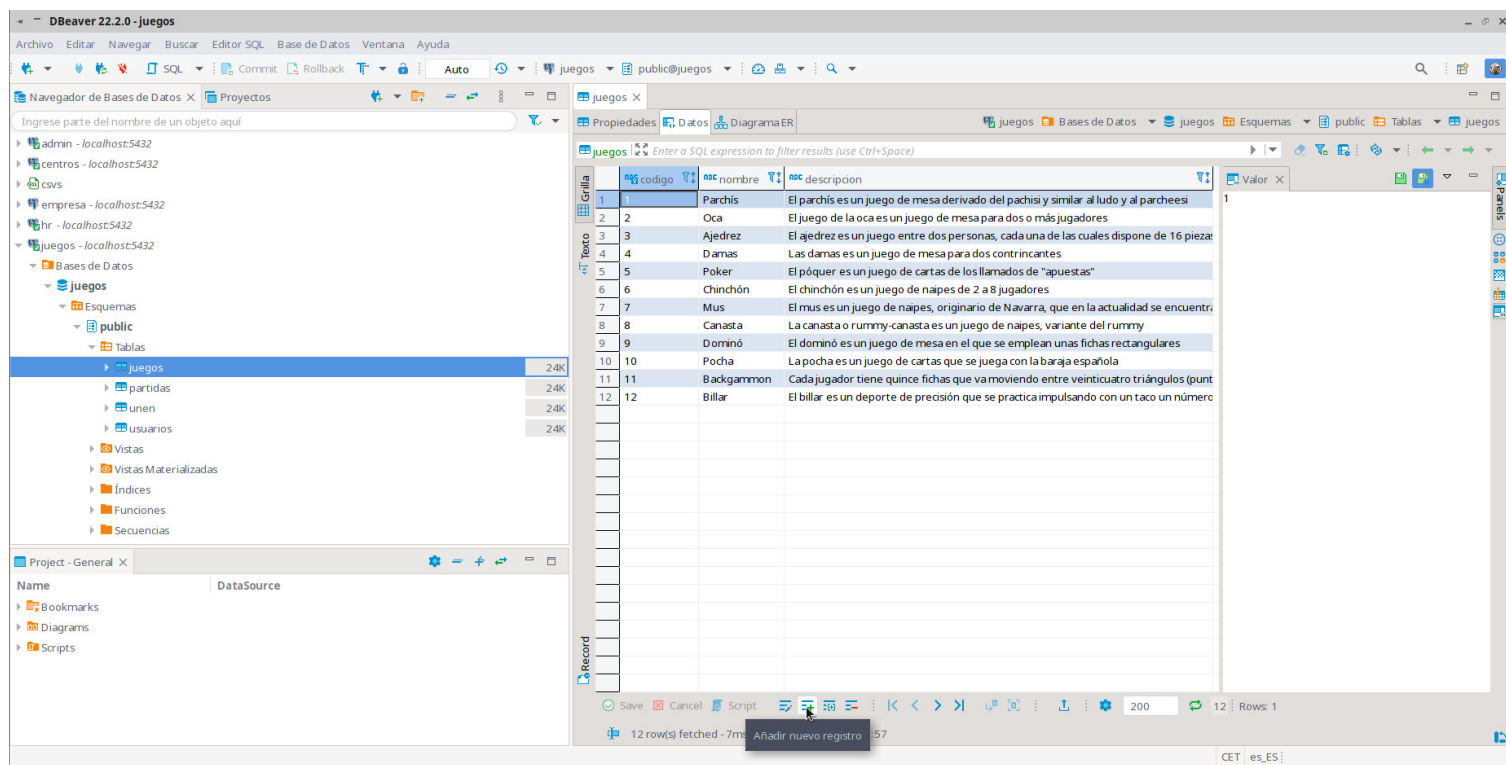 DBeaver 22.2.0 - juegos
Archivo Editar Navegar Buscar Editor SQL Base de Datos Ventana Ayuda
SQL Commit Rollback Auto juegos public@juegos
Navegador de Bases de Datos Proyectos
Ingrese parte del nombre de un objeto aquí
admin - localhost:5432
centros - localhost:5432
csvs
empresa - localhost:5432
hr - localhost:5432
juegos - localhost:5432
Bases de Datos
juegos
Esquemas
public
Tablas
juegos 24K
partidas 24K
unen 24K
usuarios 24K
Vistas
Vistas Materializadas
Índices
Funciones
Secuencias
Project - General
Name DataSource
Bookmarks
Diagrams
Scripts
juegos
Propiedades Datos Diagrama ER juegos Bases de Datos juegos Esquemas public Tablas juegos
juegos Enter a SQL expression to filter results (use Ctrl+Space)
Grilla
Texto
Record
codigo nombre descripcion
1 1 Parchís El parchís es un juego de mesa derivado del pachisi y similar al ludo y al parcheesi
2 2 Oca El juego de la oca es un juego de mesa para dos o más jugadores
3 3 Ajedrez El ajedrez es un juego entre dos personas, cada una de las cuales dispone de 16 piezas
4 4 Damas Las damas es un juego de mesa para dos contrincantes
5 5 Poker El póquer es un juego de cartas de los llamados de "apuestas"
6 6 Chinchón El chinchón es un juego de naipes de 2 a 8 jugadores
7 7 Mus El mus es un juego de naipes, originario de Navarra, que en la actualidad se encuentra
8 8 Canasta La canasta o rummy-canasta es un juego de naipes, variante del rummy
9 9 Dominó El dominó es un juego de mesa en el que se emplean unas fichas rectangulares
10 10 Pocha La pocha es un juego de cartas que se juega con la baraja española
11 11 Backgammon Cada jugador tiene quince fichas que va moviendo entre veinticuatro triángulos (punt
12 12 Billar El billar es un deporte de precisión que se practica impulsando con un taco un número
Valor
1
Panels
Save Cancel Script 200 12 Rows: 1
12 row(s) fetched - 7ms :57
Añadir nuevo registro
CET es_ES